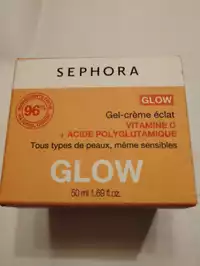 SEPHORA
96%
GLOW
Gel-crème éclat
VITAMINE C
+ ACIDE POLYGLUTAMIQUE
Tous types de peaux, même sensibles
GLOW
50 ml 1.69 fl.oz.